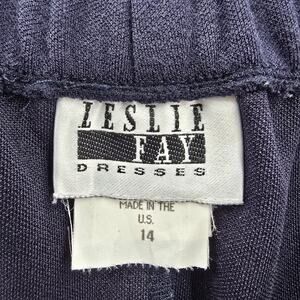 LESLIE
FAY
DRESSES
MADE IN THE
U.S.
14